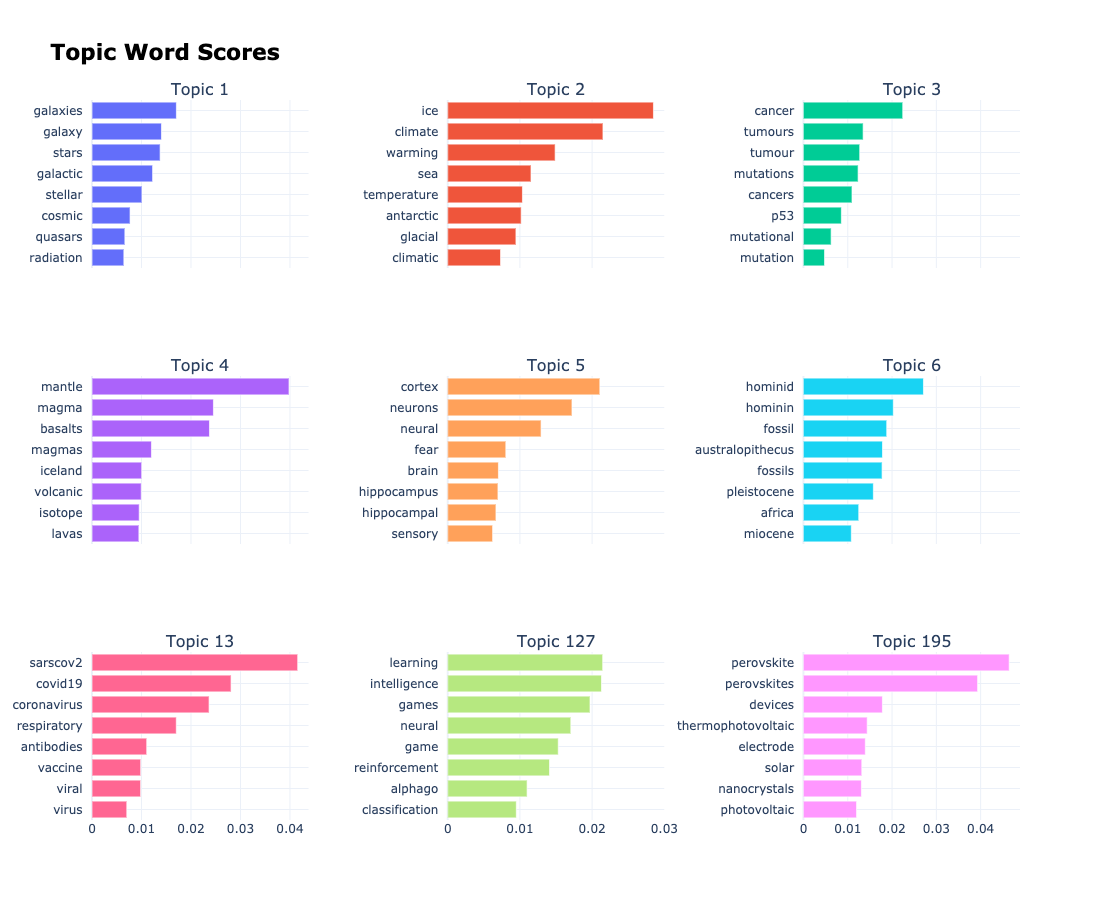 Topic Word Scores
Topic 1
galaxies
galaxy
stars
galactic
stellar
cosmic
quasars
radiation
Topic 2
ice
climate
warming
sea
temperature
antarctic
glacial
climatic
Topic 3
cancer
tumours
tumour
mutations
cancers
p53
mutational
mutation
Topic 4
mantle
magma
basalts
magmas
iceland
volcanic
isotope
lavas
Topic 5
cortex
neurons
neural
fear
brain
hippocampus
hippocampal
sensory
Topic 6
hominid
hominin
fossil
australopithecus
fossils
pleistocene
africa
miocene
Topic 13
sarscov2
covid19
coronavirus
respiratory
antibodies
vaccine
viral
virus
0 0.01 0.02 0.03 0.04
Topic 127
learning
intelligence
games
neural
game
reinforcement
alphago
classification
0 0.01 0.02 0.03
Topic 195
perovskite
perovskites
devices
thermophotovoltaic
electrode
solar
nanocrystals
photovoltaic
0 0.01 0.02 0.03 0.04